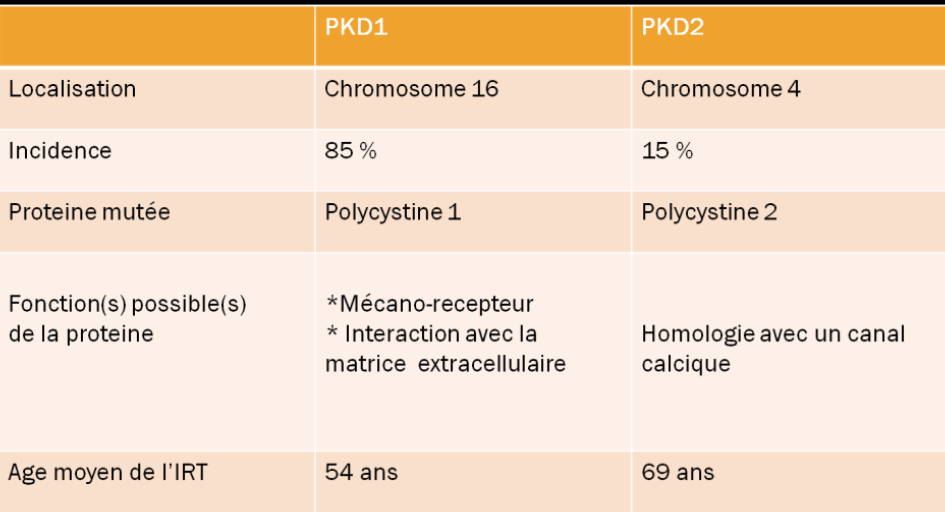 PKD1 PKD2
Localisation Chromosome 16 Chromosome 4
Incidence 85 % 15 %
Proteine mutée Polycystine 1 Polycystine 2
Fonction(s) possible(s)
de la proteine
*Mécano-recepteur
* Interaction avec la
matrice extracellulaire
Homologie avec un canal
calcique
Age moyen de l'IRT 54 ans 69 ans